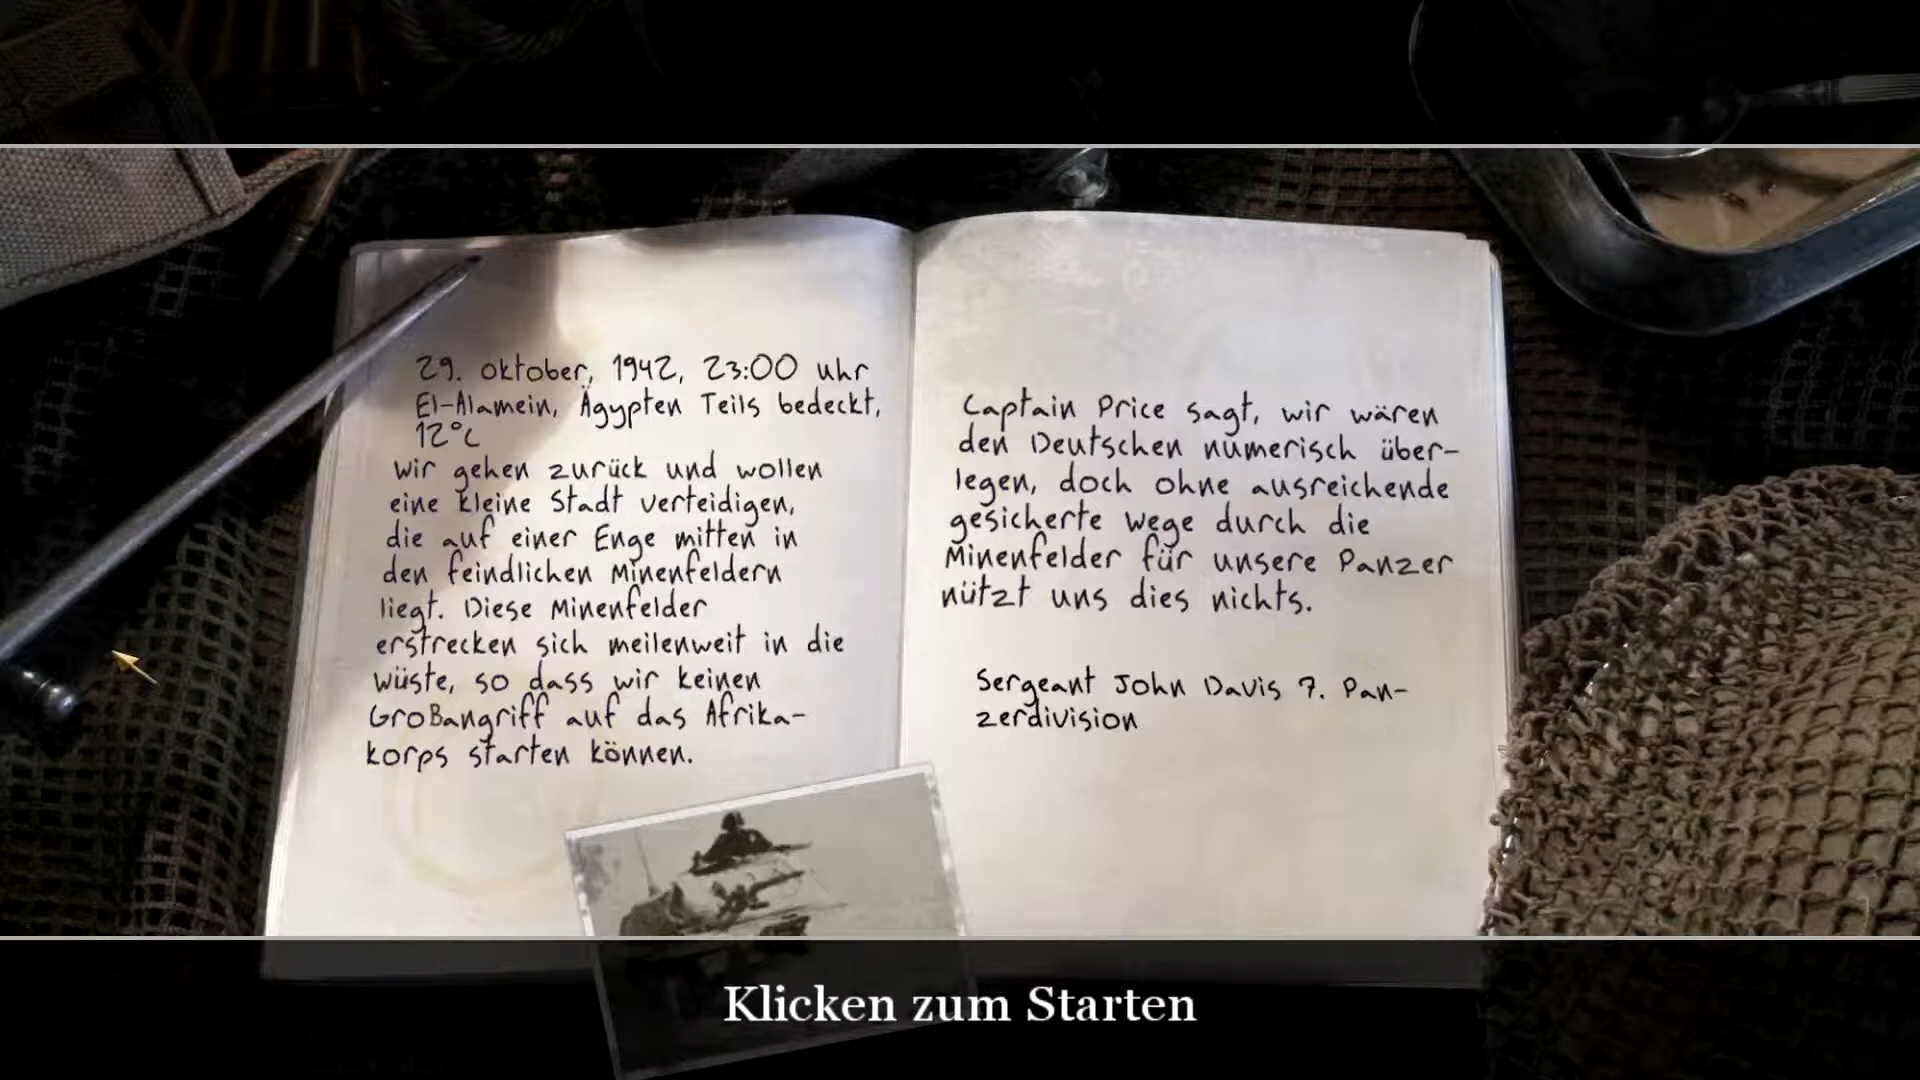 29. Oktober, 1942, 23:00 Uhr
El-Alamein, Ägypten Teils bedeckt,
12°C
Wir gehen zurück und wollen
eine kleine Stadt verteidigen,
die auf einer Enge mitten in
den feindlichen Minenfeldern
liegt. Diese Minenfelder
erstrecken sich meilenweit in die
Wüste, so dass wir keinen
Großangriff auf das Afrika-
korps starten können.
Captain Price sagt, wir wären
den Deutschen numerisch über-
legen, doch ohne ausreichende
gesicherte Wege durch die
Minenfelder für unsere Panzer
nützt uns dies nichts.
Sergeant John Davis 7. Pan-
zerdivision
Klicken zum Starten